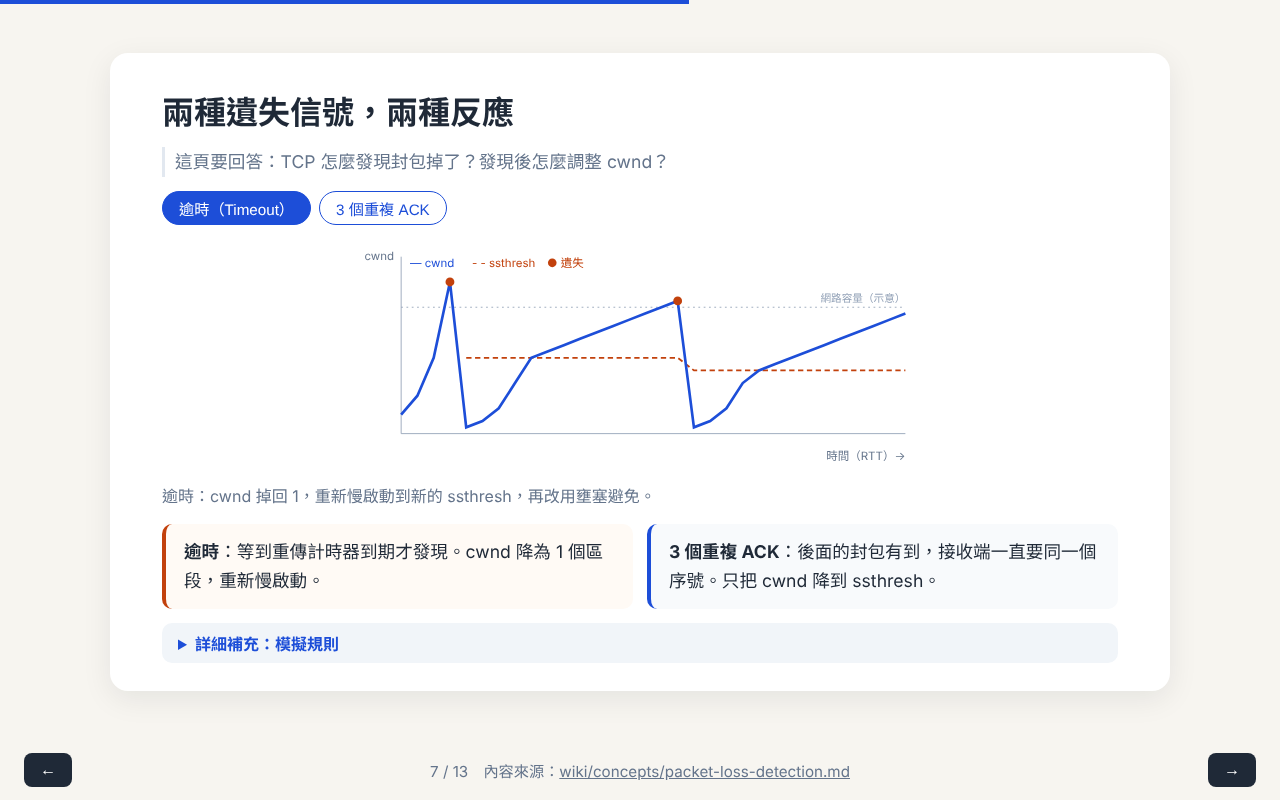 兩種遺失信號，兩種反應
這頁要回答：TCP 怎麼發現封包掉了？發現後怎麼調整 cwnd？
逾時（Timeout） 3 個重複 ACK
cwnd — cwnd - - ssthresh ● 遺失
網路容量（示意）
時間（RTT）→
逾時：cwnd 掉回 1，重新慢啟動到新的 ssthresh，再改用壅塞避免。
逾時：等到重傳計時器到期才發現。cwnd 降為 1 個區
段，重新慢啟動。
3 個重複 ACK：後面的封包有到，接收端一直要同一個
序號。只把 cwnd 降到 ssthresh。
▶ 詳細補充：模擬規則
← 7 / 13 內容來源：wiki/concepts/packet-loss-detection.md →